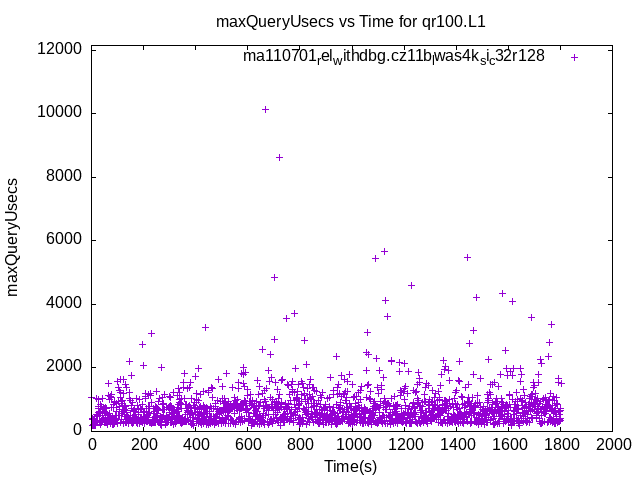 maxQueryUsecs vs Time for qr100.L1
ma110701_rel_withdbg.cz11b_lwas4k_slc_c32r128
maxQueryUsecs
12000
10000
8000
6000
4000
2000
0
0 200 400 600 800 1000 1200 1400 1600 1800 2000
Time(s)